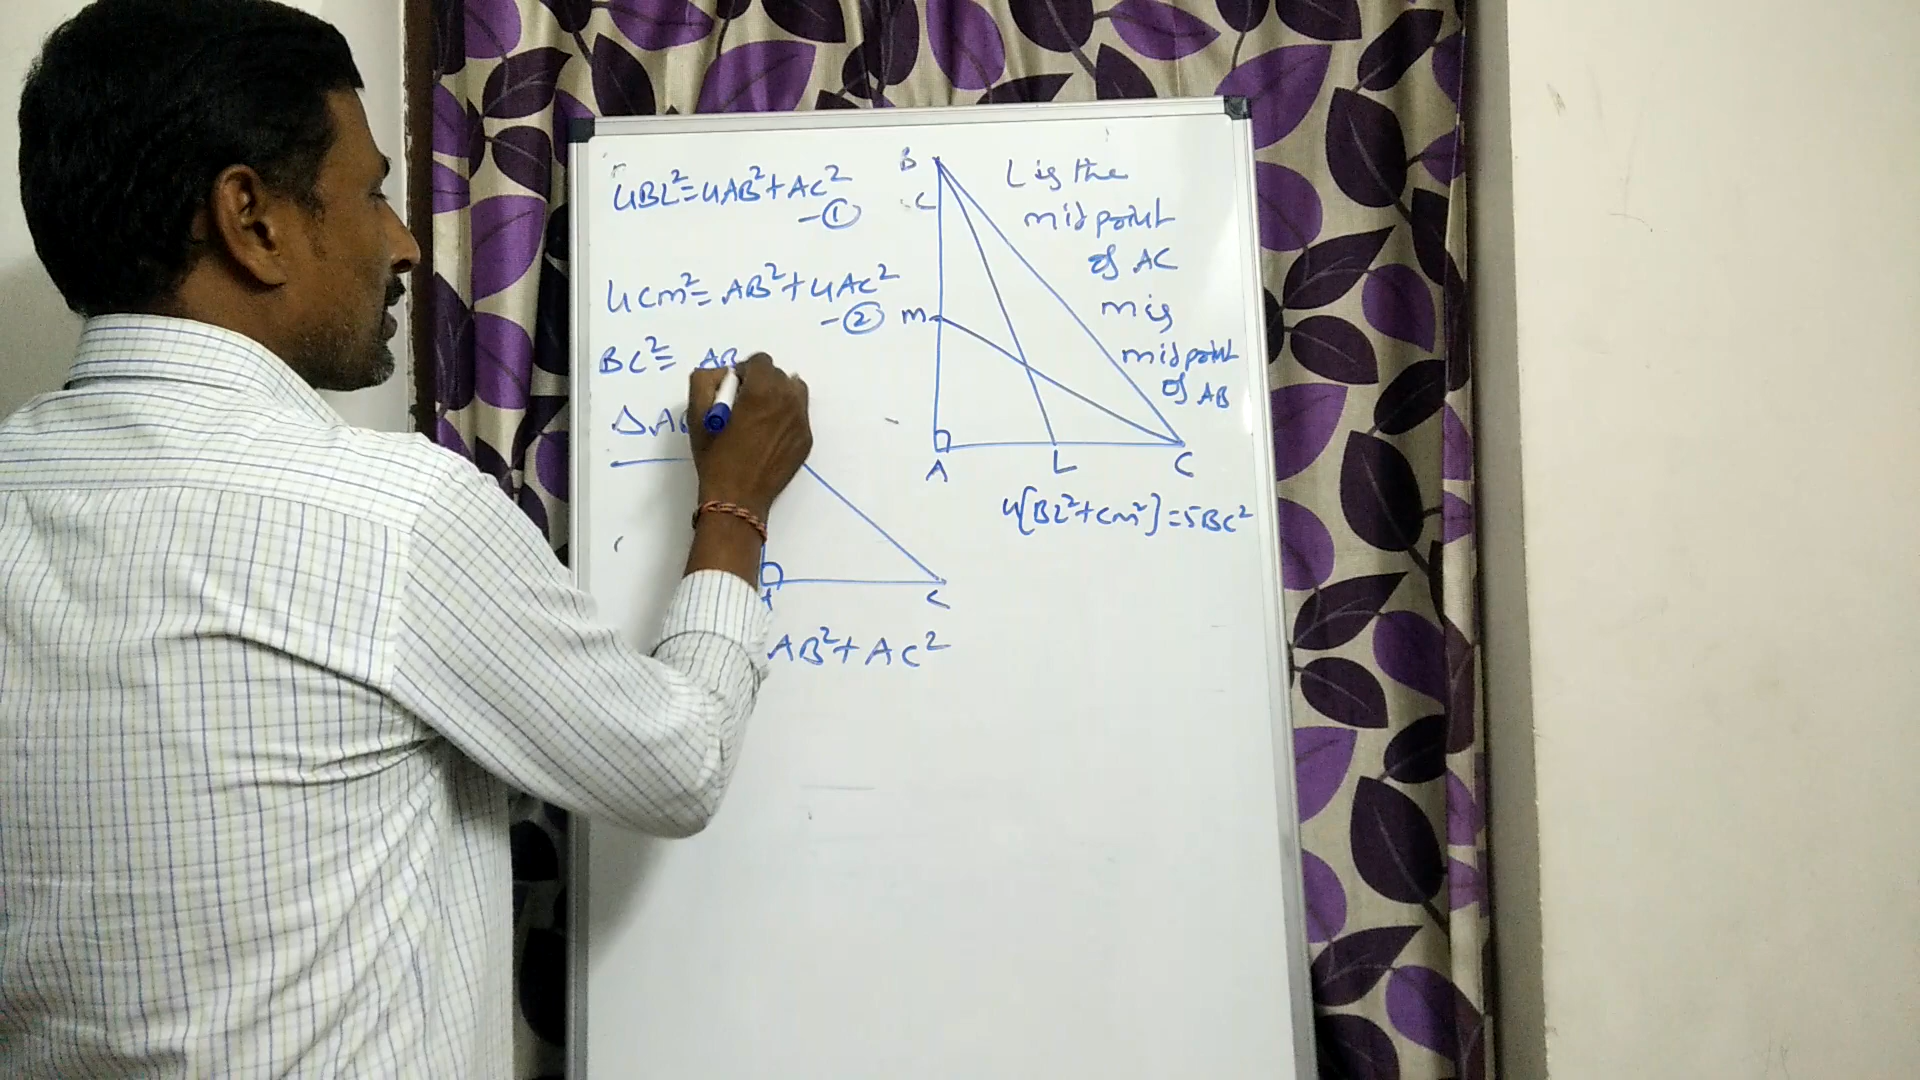 4BL²=4AB²+AC²
-①
4Cm²=AB²+4AC²
-②
BC²= AB
ΔAB
A C
AB²+AC²
B
C
m
A L C
L is the
midpoint
of AC
m is
midpoint
of AB
4[BL²+Cm²]=5BC²